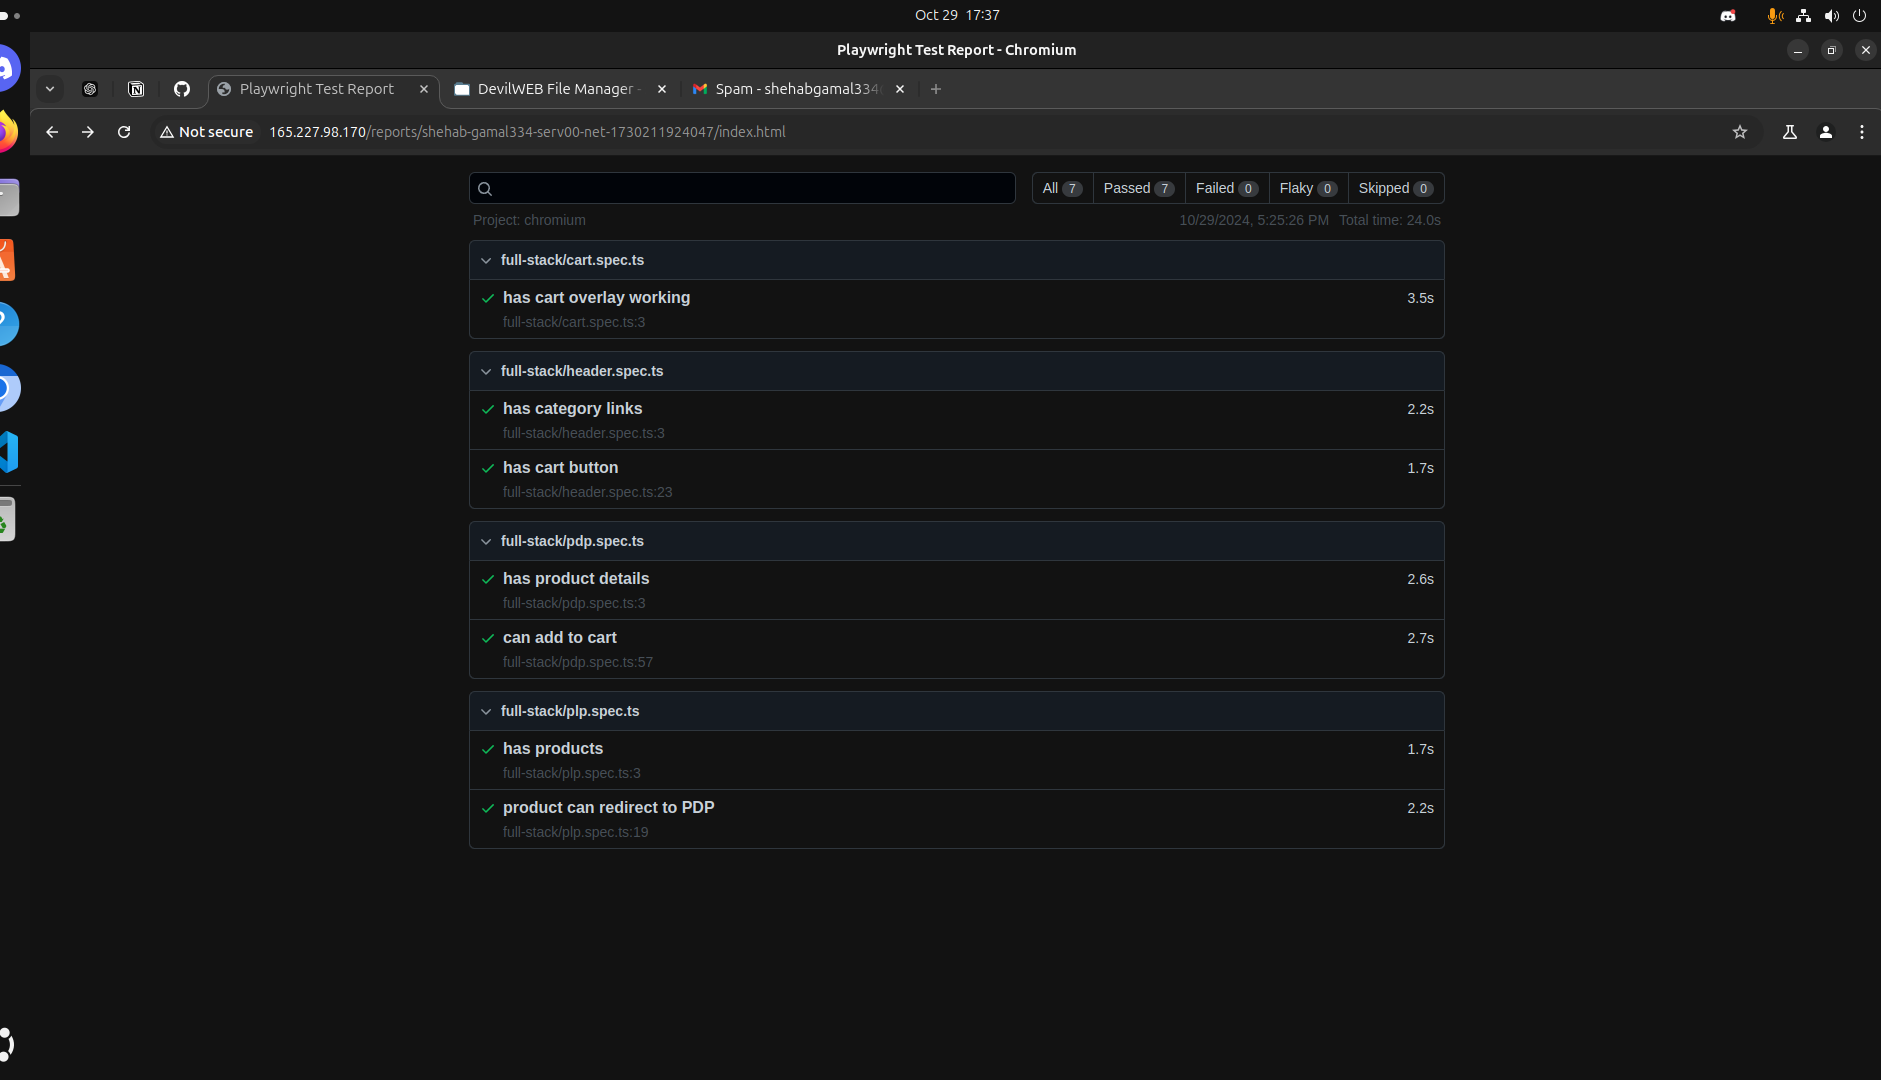 Oct 29 17:37
Playwright Test Report - Chromium
Playwright Test Report
DevilWEB File Manager -
Spam - shehabgamal334
Not secure 165.227.98.170/reports/shehab-gamal334-serv00-net-1730211924047/index.html
All 7 Passed 7 Failed 0 Flaky 0 Skipped 0
Project: chromium 10/29/2024, 5:25:26 PM Total time: 24.0s
full-stack/cart.spec.ts
has cart overlay working 3.5s
full-stack/cart.spec.ts:3
full-stack/header.spec.ts
has category links 2.2s
full-stack/header.spec.ts:3
has cart button 1.7s
full-stack/header.spec.ts:23
full-stack/pdp.spec.ts
has product details 2.6s
full-stack/pdp.spec.ts:3
can add to cart 2.7s
full-stack/pdp.spec.ts:57
full-stack/plp.spec.ts
has products 1.7s
full-stack/plp.spec.ts:3
product can redirect to PDP 2.2s
full-stack/plp.spec.ts:19